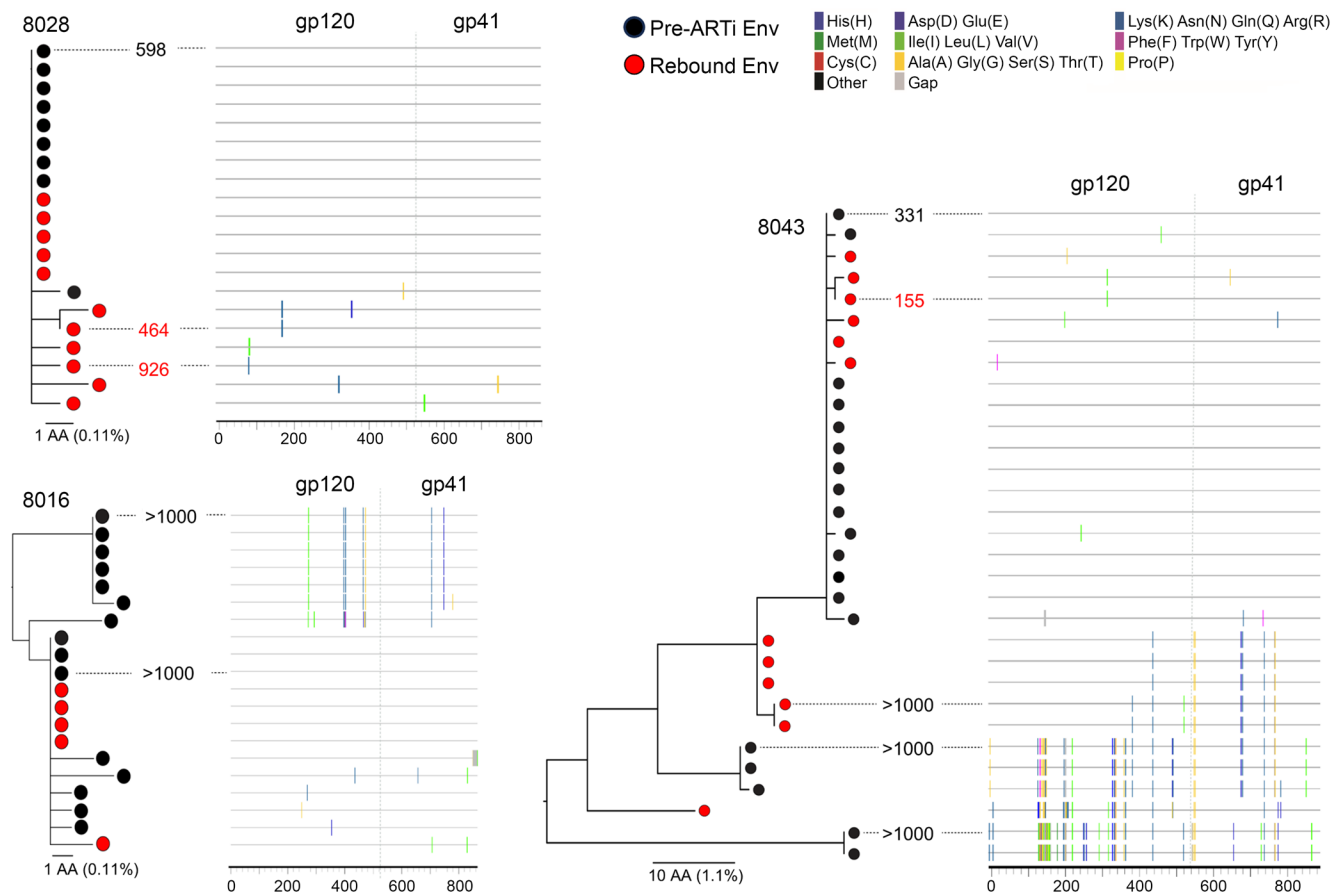 8028
gp120 gp41
598
464
926
1 AA (0.11%)
0 200 400 600 800
Pre-ARTi Env
Rebound Env
His(H) Asp(D) Glu(E) Lys(K) Asn(N) Gln(Q) Arg(R)
Met(M) Ile(I) Leu(L) Val(V) Phe(F) Trp(W) Tyr(Y)
Cys(C) Ala(A) Gly(G) Ser(S) Thr(T) Pro(P)
Other Gap
8016
gp120 gp41
>1000
>1000
1 AA (0.11%)
0 200 400 600 800
8043
gp120 gp41
331
155
>1000
>1000
>1000
10 AA (1.1%)
0 200 400 600 800